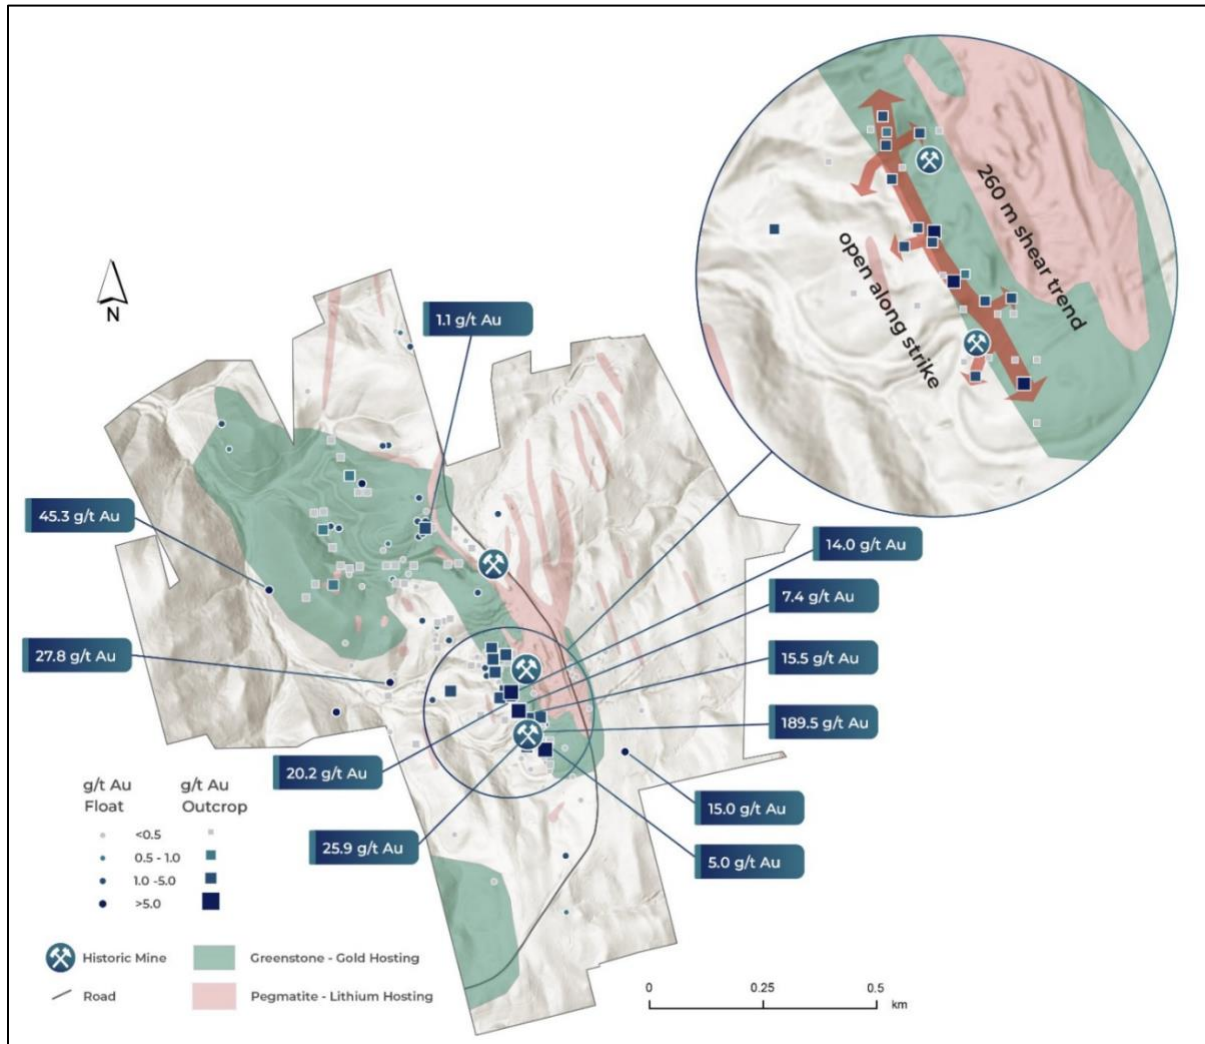 260 m shear trend
open along strike
N
1.1 g/t Au
45.3 g/t Au
14.0 g/t Au
7.4 g/t Au
27.8 g/t Au
15.5 g/t Au
189.5 g/t Au
20.2 g/t Au
15.0 g/t Au
25.9 g/t Au
5.0 g/t Au
g/t Au g/t Au
Float Outcrop
<0.5
0.5 - 1.0
1.0 -5.0
>5.0
Historic Mine Greenstone - Gold Hosting
Road Pegmatite - Lithium Hosting
0 0.25 0.5
km